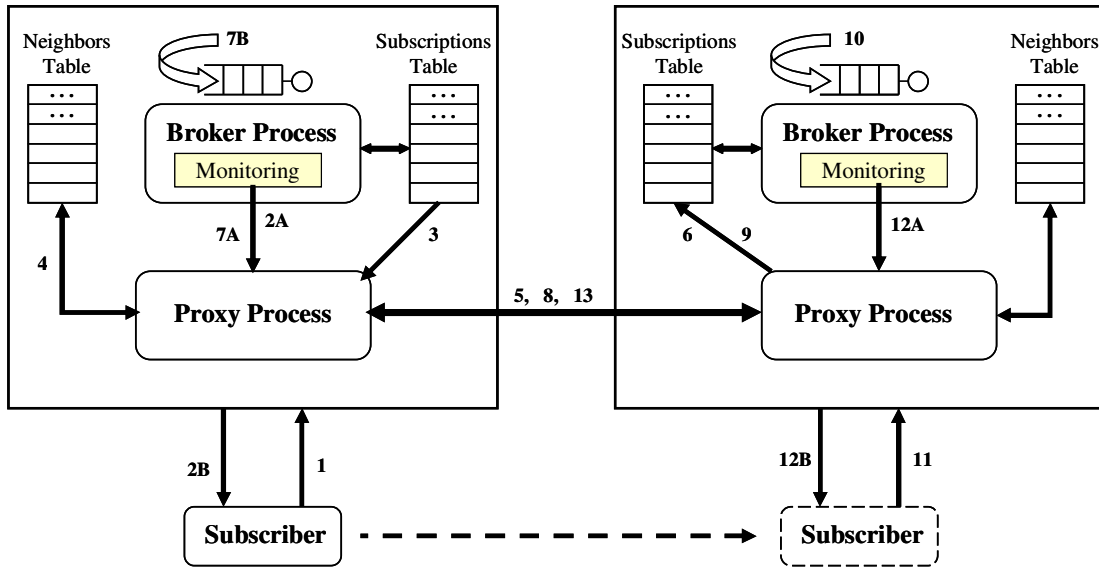 Neighbors
Table
7B
Subscriptions
Table
...
...
...
...
Broker Process
Monitoring
2A
7A
3
4
Proxy Process
5, 8, 13
2B
1
Subscriber
Subscriptions
Table
10
Neighbors
Table
...
...
...
...
Broker Process
Monitoring
12A
6
9
Proxy Process
12B
11
Subscriber